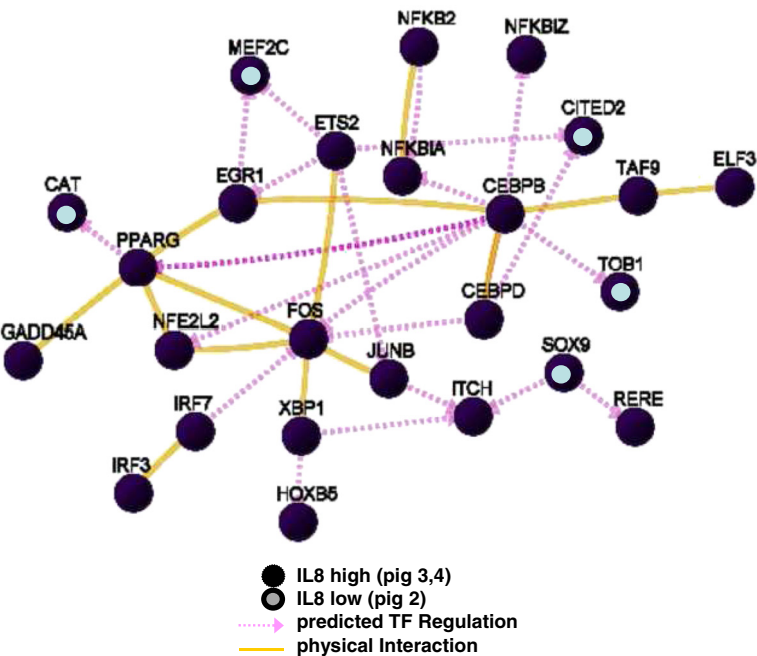 NFKB2
NFKBIZ
MEF2C
CITED2
ETS2
NFKBIA
TAF9
ELF3
EGR1
CEBPB
CAT
PPARG
TOB1
CEBPD
FOS
NFE2L2
GADD45A
JUNB
SOX9
ITCH
RERE
IRF7
XBP1
IRF3
HOXB5
IL8 high (pig 3,4)
IL8 low (pig 2)
predicted TF Regulation
physical Interaction